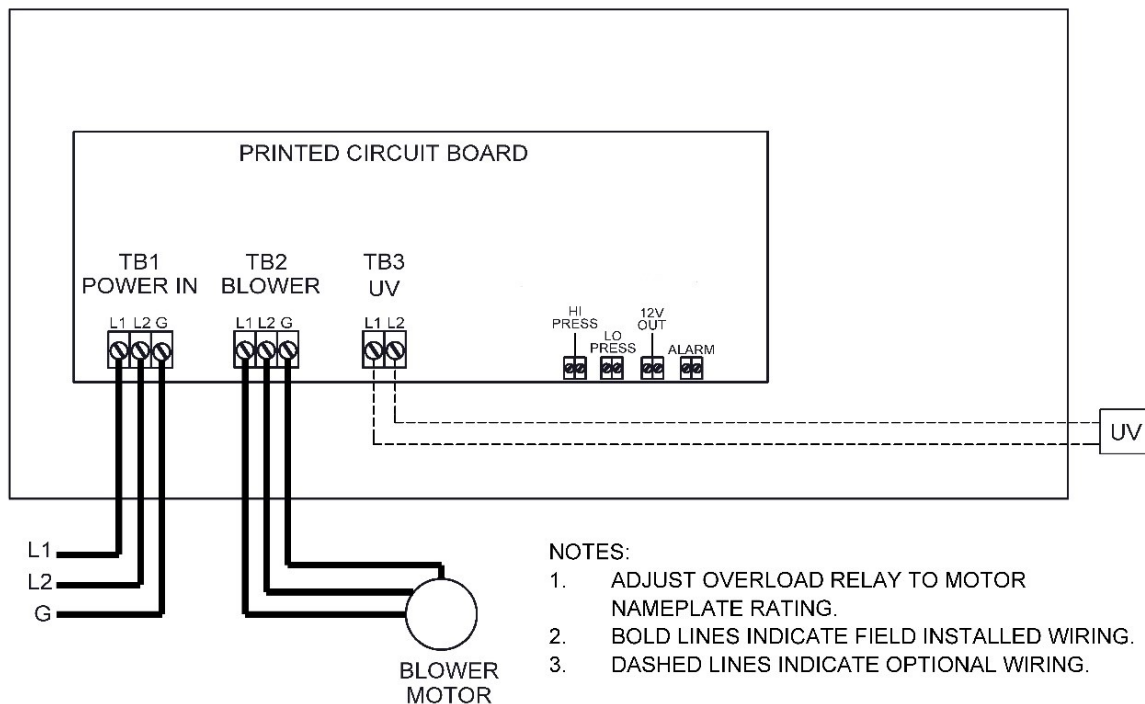 PRINTED CIRCUIT BOARD
TB1
POWER IN
TB2
BLOWER
TB3
UV
L1 L2 G
L1 L2 G
L1 L2
HI
PRESS
LO
PRESS
12V
OUT
ALARM
UV
L1
L2
G
BLOWER
MOTOR
NOTES:
1. ADJUST OVERLOAD RELAY TO MOTOR
NAMEPLATE RATING.
2. BOLD LINES INDICATE FIELD INSTALLED WIRING.
3. DASHED LINES INDICATE OPTIONAL WIRING.